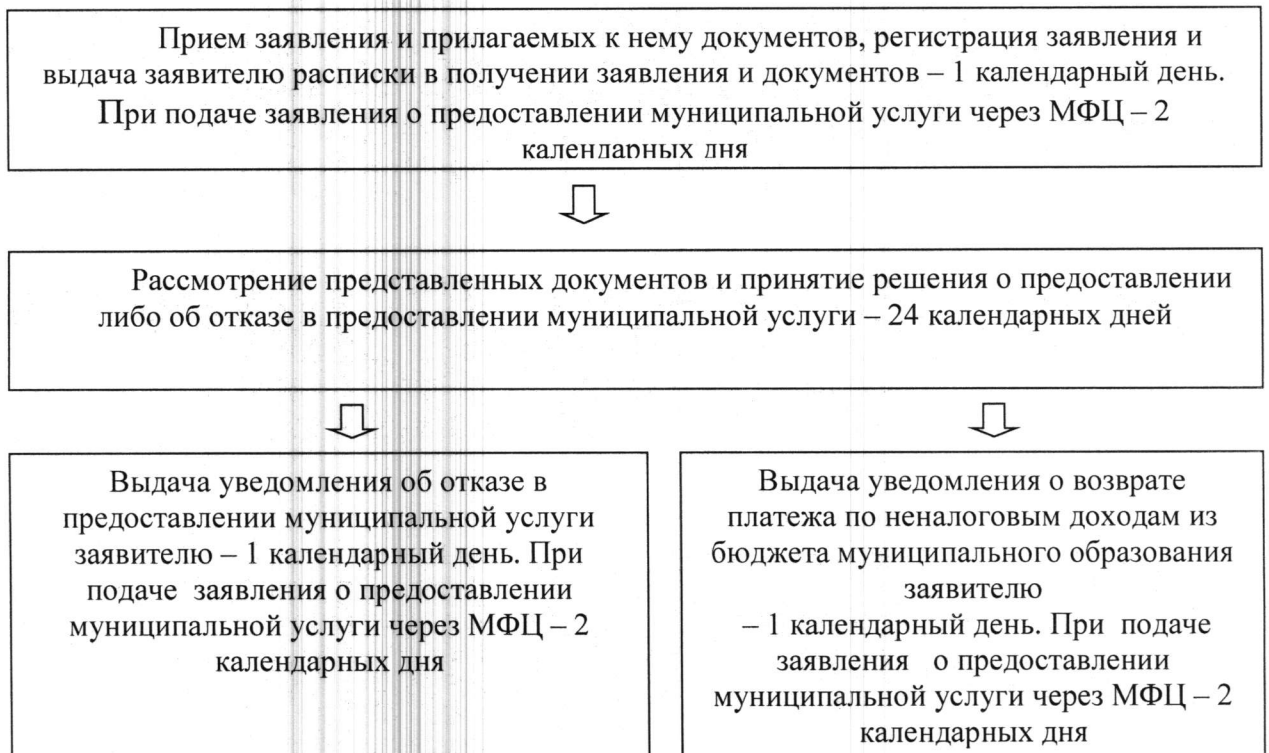 Прием заявления и прилагаемых к нему документов, регистрация заявления и
выдача заявителю расписки в получении заявления и документов – 1 календарный день.
При подаче заявления о предоставлении муниципальной услуги через МФЦ – 2
календарных дня
Рассмотрение представленных документов и принятие решения о предоставлении
либо об отказе в предоставлении муниципальной услуги – 24 календарных дней
Выдача уведомления об отказе в
предоставлении муниципальной услуги
заявителю – 1 календарный день. При
подаче заявления о предоставлении
муниципальной услуги через МФЦ – 2
календарных дня
Выдача уведомления о возврате
платежа по неналоговым доходам из
бюджета муниципального образования
заявителю
– 1 календарный день. При подаче
заявления о предоставлении
муниципальной услуги через МФЦ – 2
календарных дня